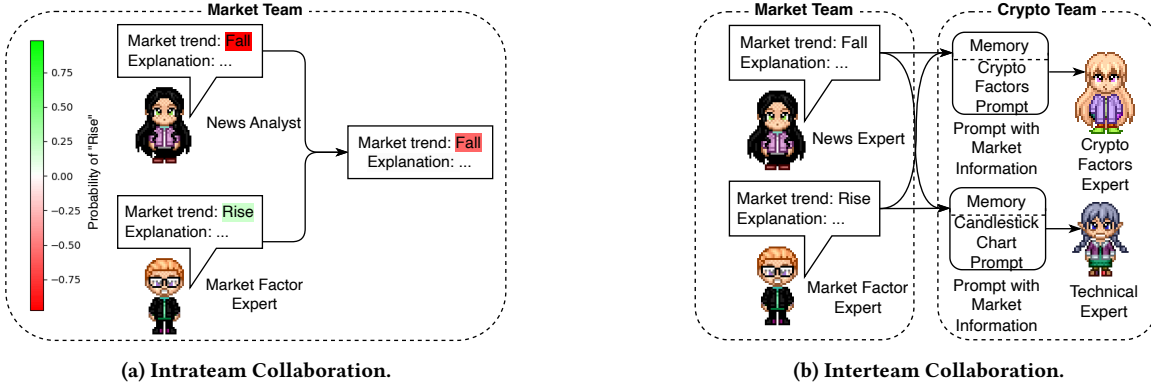 Market Team
0.75
0.50
0.25
0.00
−0.25
−0.50
−0.75
Probability of "Rise"
Market trend: Fall
Explanation: ...
News Analyst
Market trend: Rise
Explanation: ...
Market Factor
Expert
Market trend: Fall
Explanation: ...
(a) Intrateam Collaboration.
Market Team
Market trend: Fall
Explanation: ...
News Expert
Market trend: Rise
Explanation: ...
Market Factor
Expert
Crypto Team
Memory
Crypto
Factors
Prompt
Prompt with
Market
Information
Crypto
Factors
Expert
Memory
Candlestick
Chart
Prompt
Prompt with
Market
Information
Technical
Expert
(b) Interteam Collaboration.